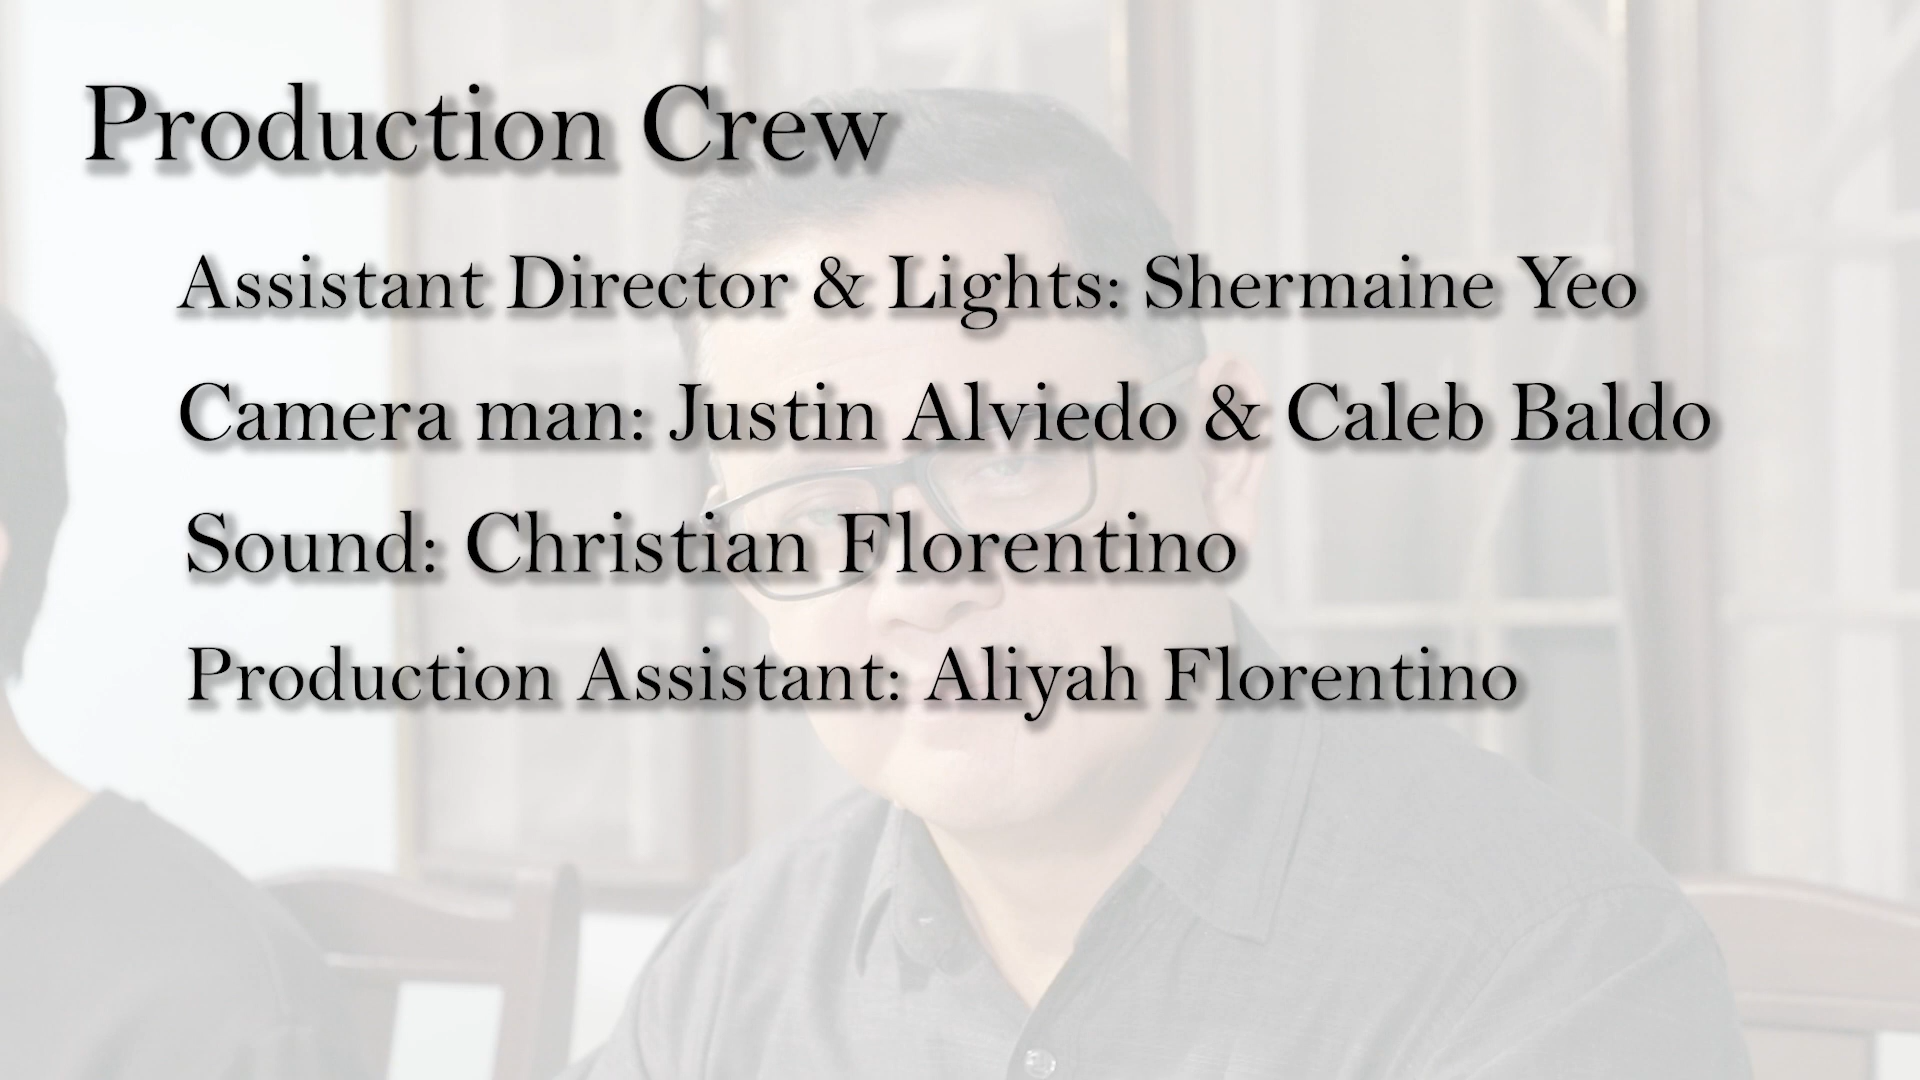 Production Crew
Assistant Director & Lights: Shermaine Yeo
Camera man: Justin Alviedo & Caleb Baldo
Sound: Christian Florentino
Production Assistant: Aliyah Florentino